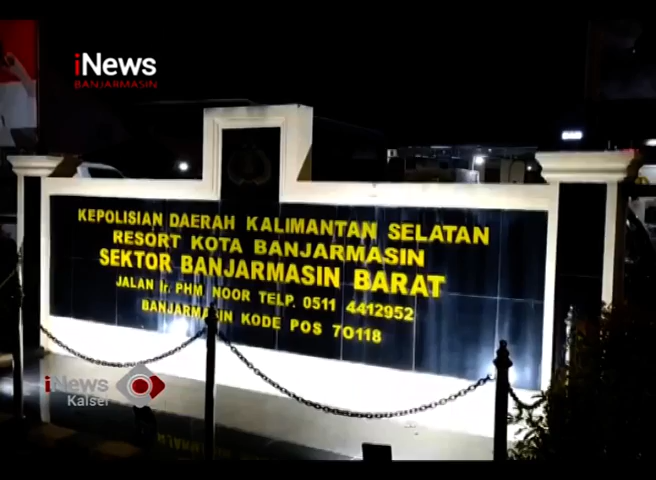 iNews
BANJARMASIN
KEPOLISIAN DAERAH KALIMANTAN SELATAN
RESORT KOTA BANJARMASIN
SEKTOR BANJARMASIN BARAT
JALAN Ir. PHM NOOR TELP. 0511 4412952
BANJARMASIN KODE POS 70118
iNews
Kalsel